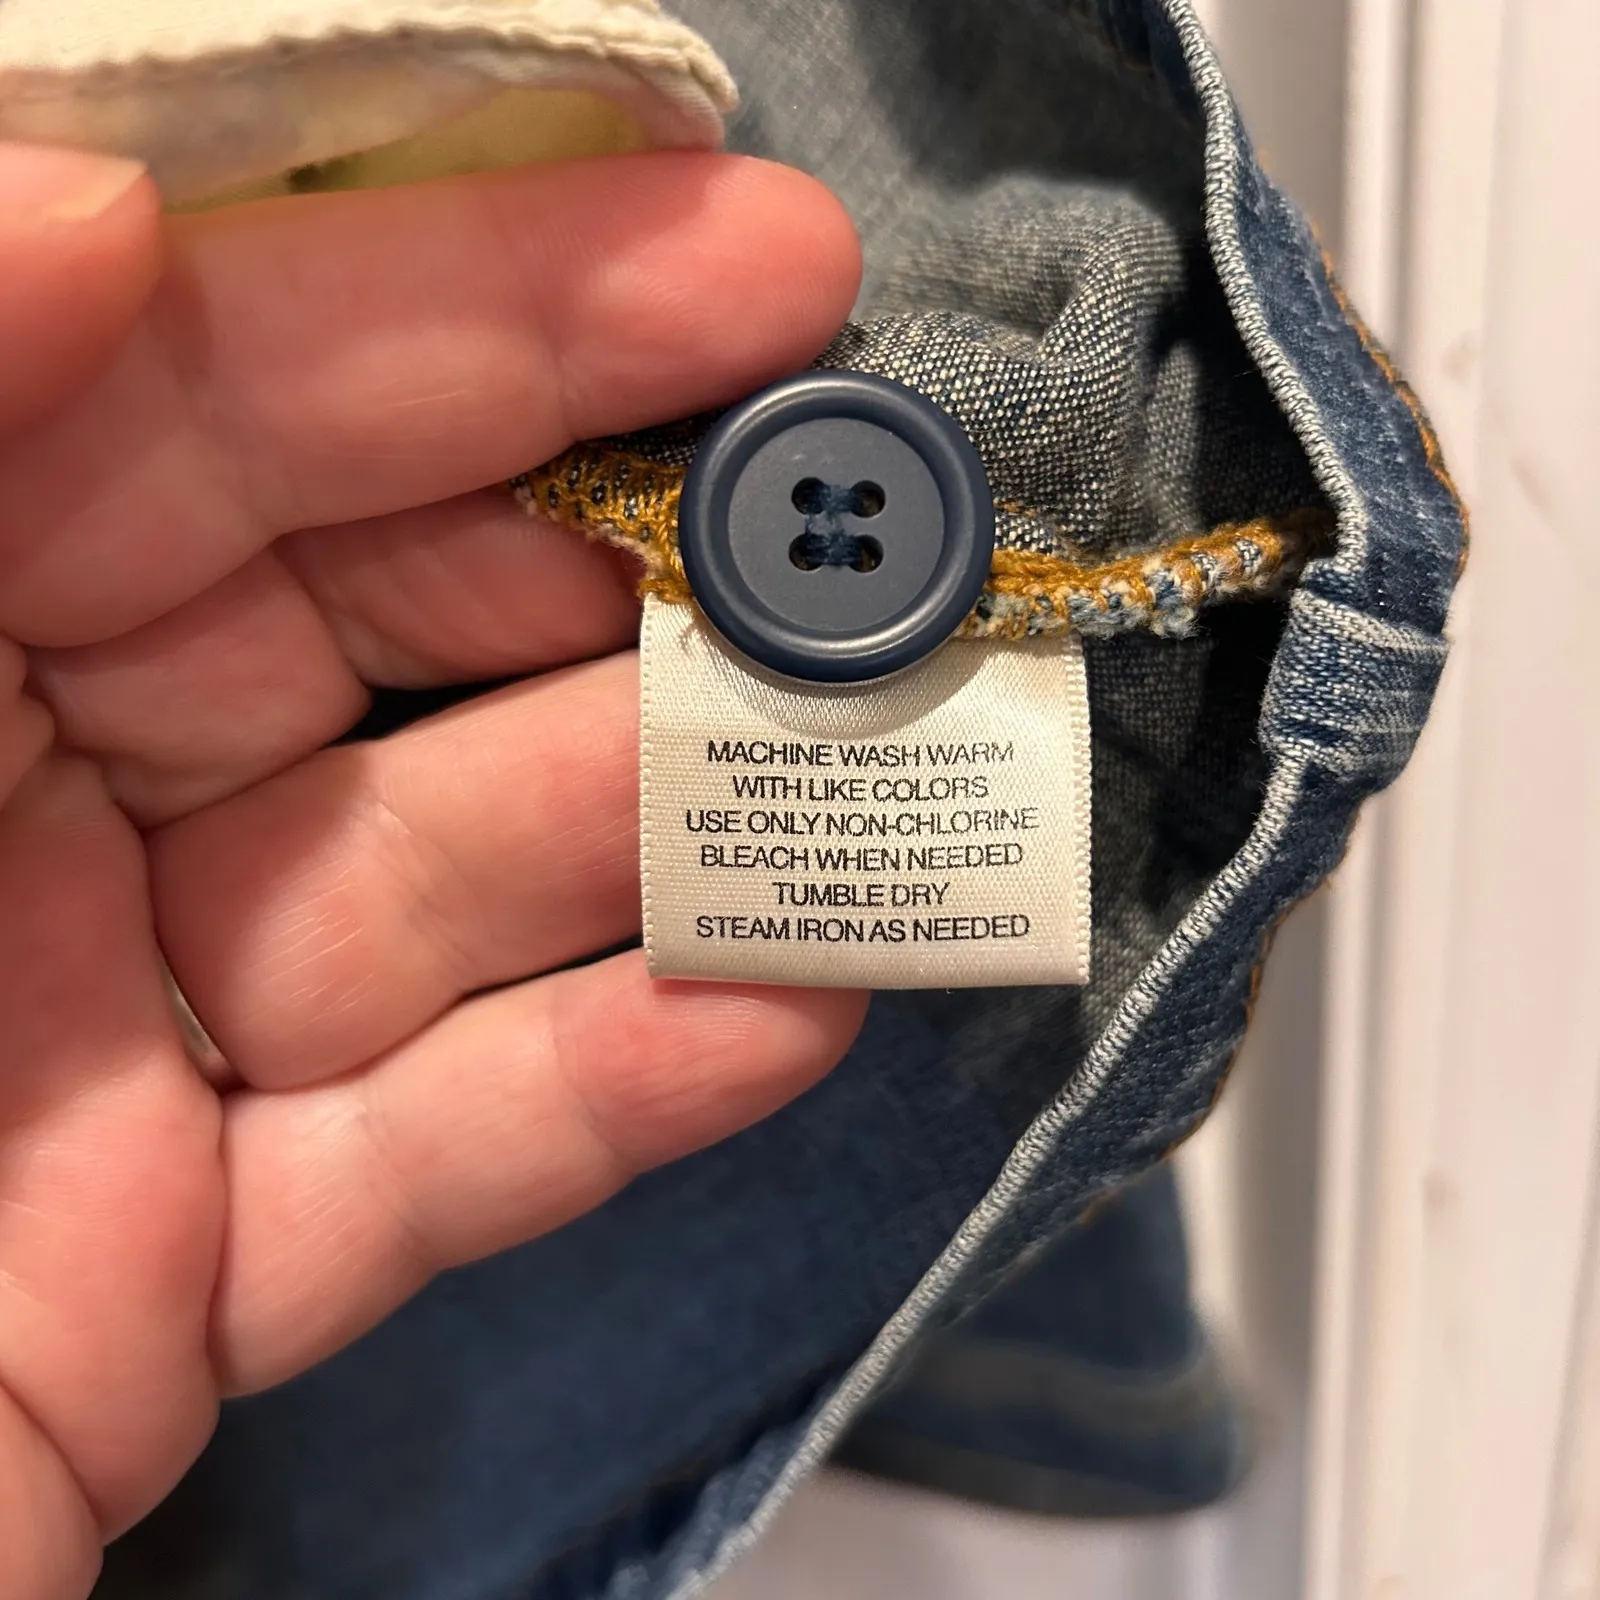 MACHINE WASH WARM
WITH LIKE COLORS
USE ONLY NON-CHLORINE
BLEACH WHEN NEEDED
TUMBLE DRY
STEAM IRON AS NEEDED